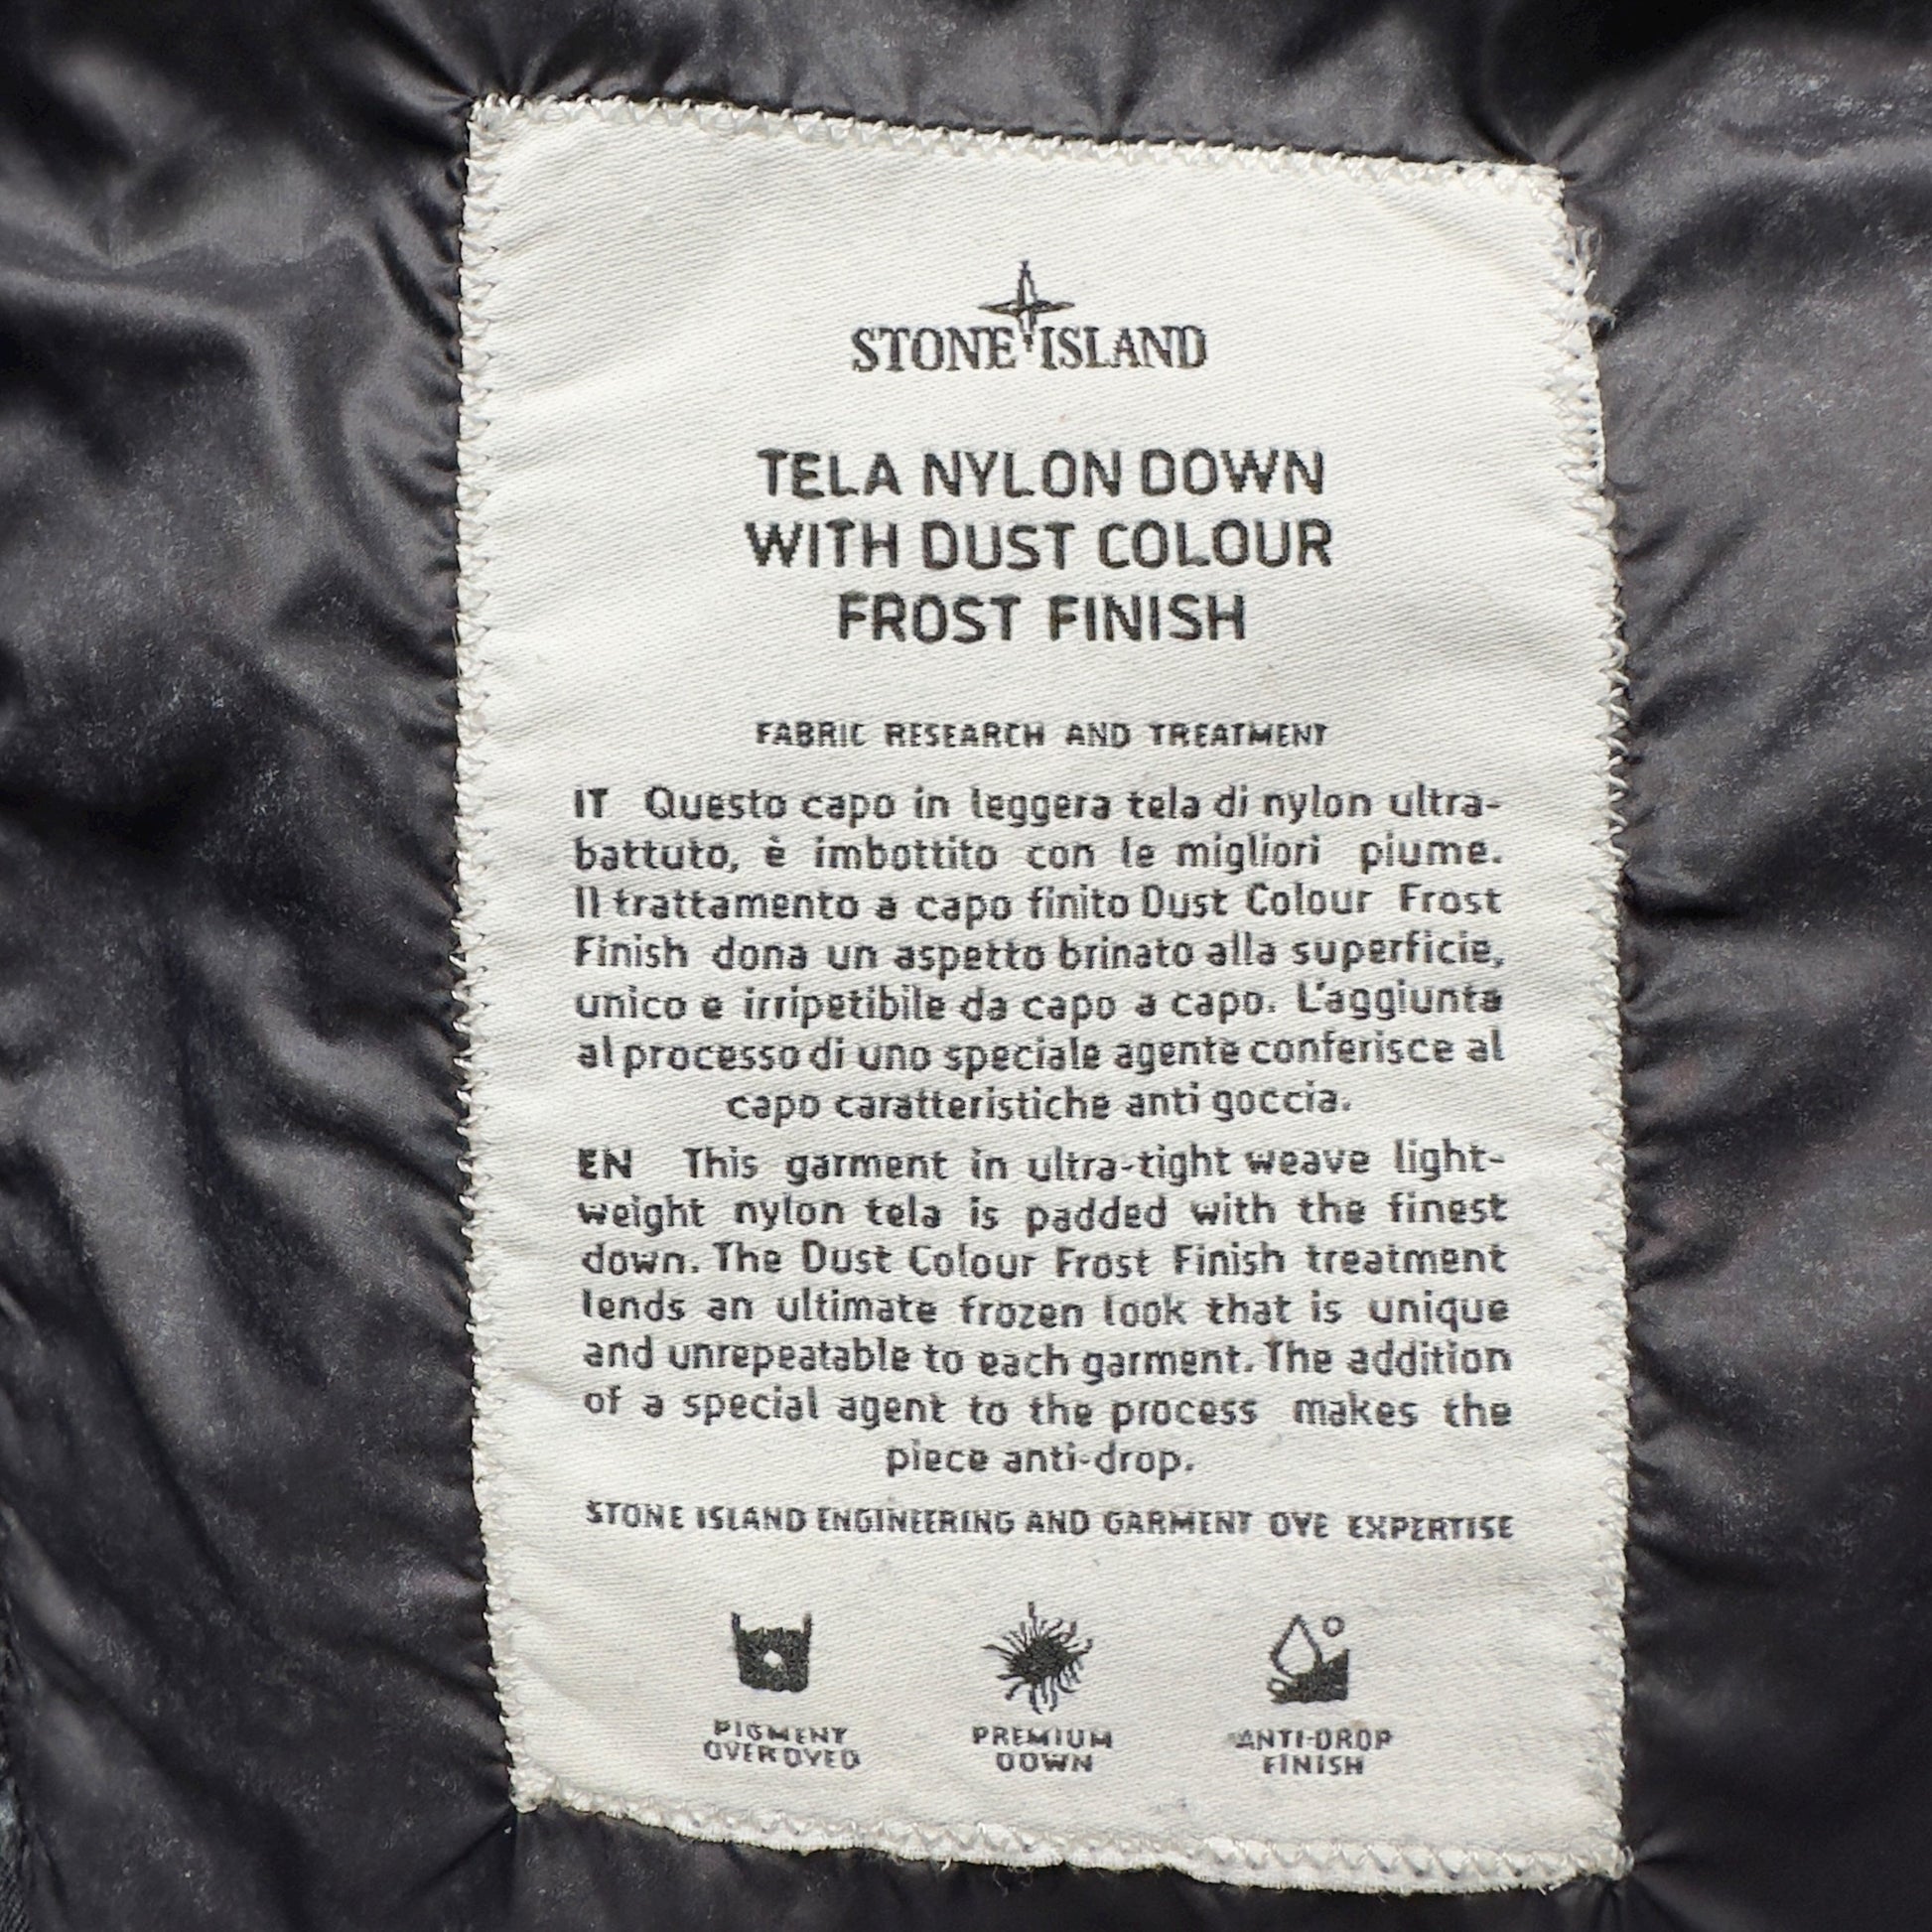 STONE ISLAND
TELA NYLON DOWN
WITH DUST COLOUR
FROST FINISH
FABRIC RESEARCH AND TREATMENT
IT Questo capo in leggera tela di nylon ultra-
battuto, è imbottito con le migliori piume.
Il trattamento a capo finito Dust Colour Frost
Finish dona un aspetto brinato alla superficie,
unico e irripetibile da capo a capo. L'aggiunta
al processo di uno speciale agente conferisce al
capo caratteristiche anti goccia.
EN This garment in ultra-tight weave light-
weight nylon tela is padded with the finest
down. The Dust Colour Frost Finish treatment
lends an ultimate frozen look that is unique
and unrepeatable to each garment. The addition
of a special agent to the process makes the
piece anti-drop.
STONE ISLAND ENGINEERING AND GARMENT DYE EXPERTISE
PIGMENT
OVERDYED
PREMIUM
DOWN
ANTI-DROP
FINISH